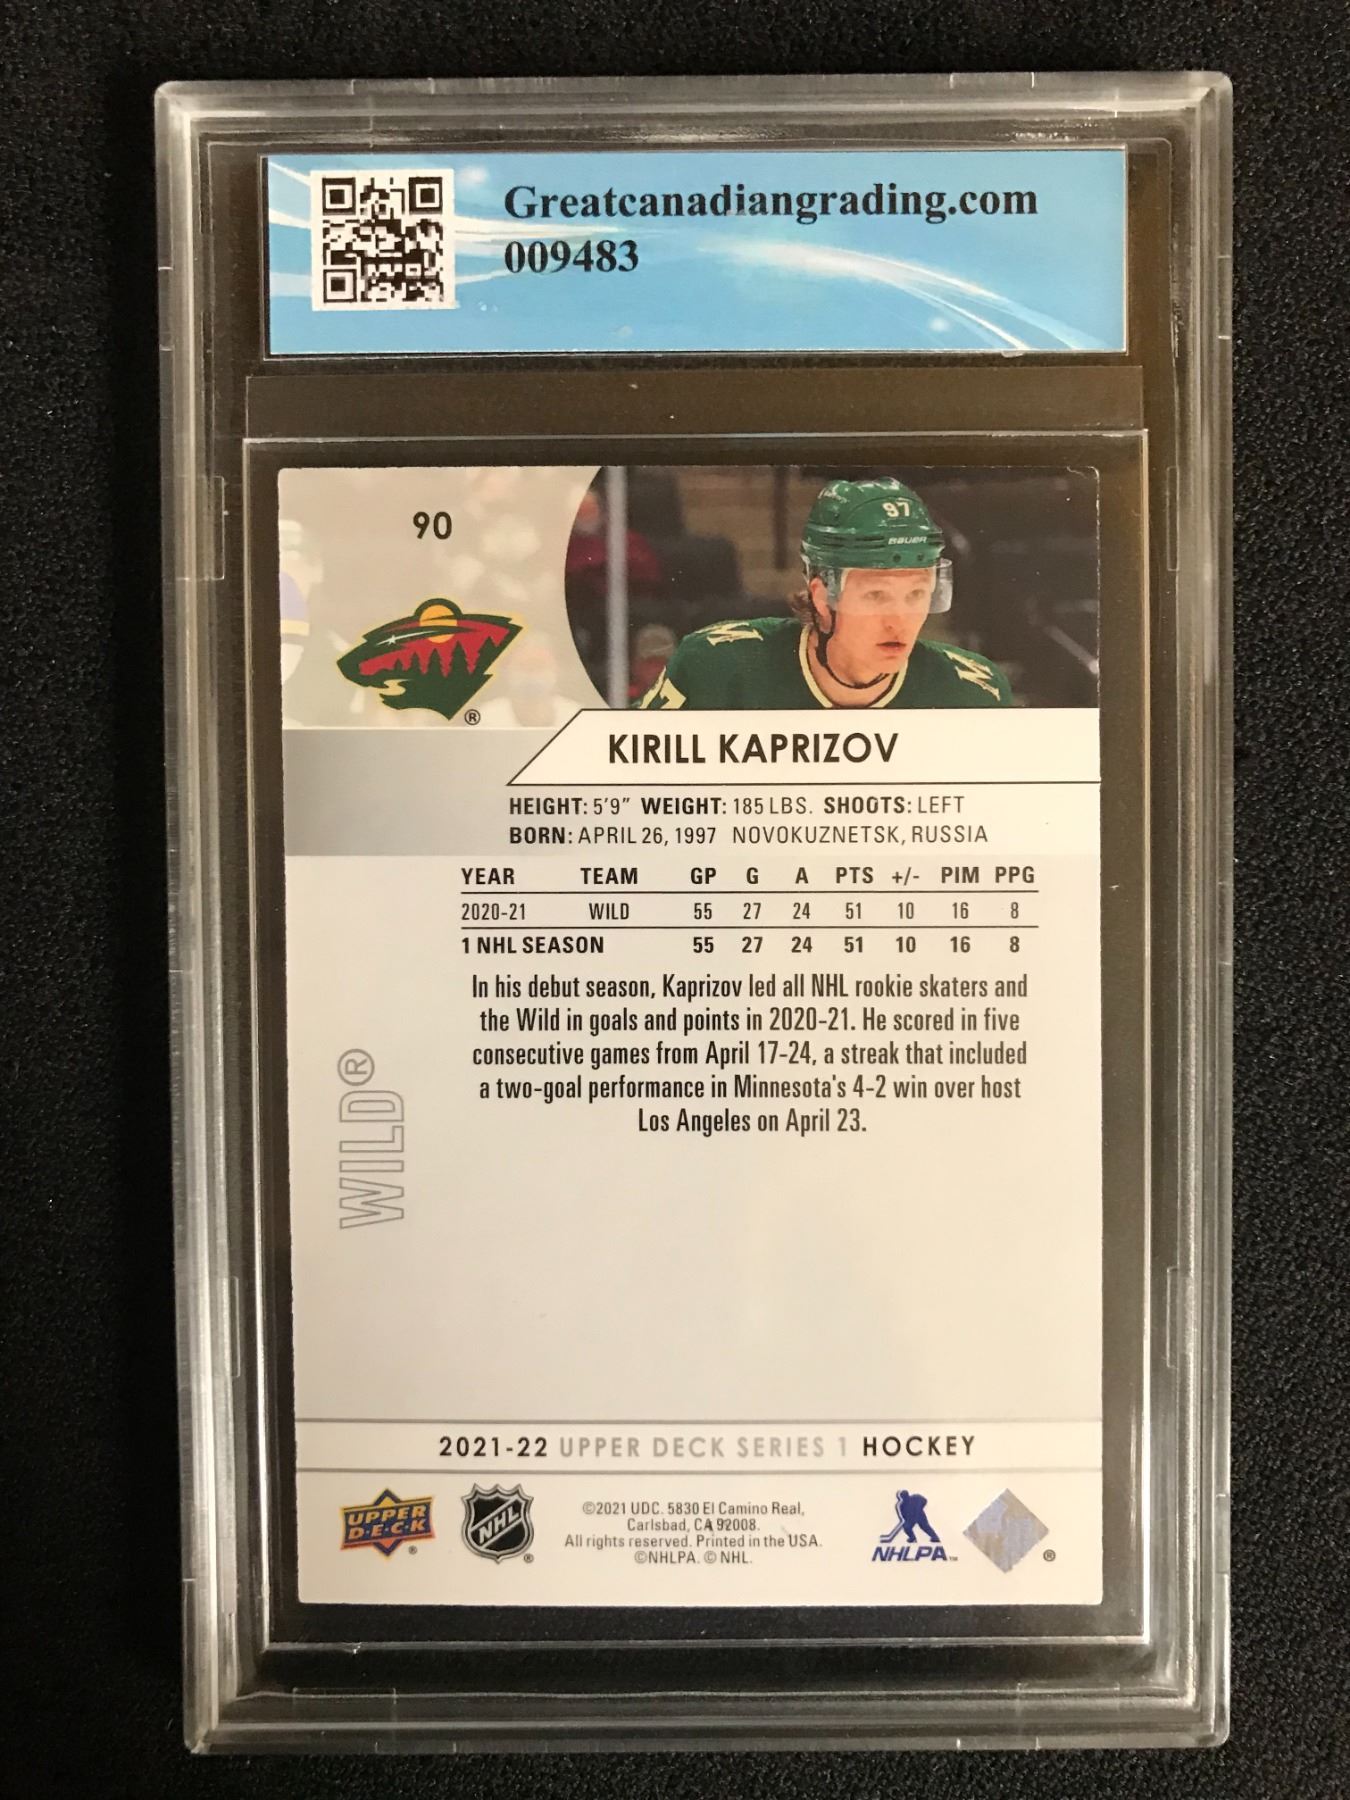 Greatcanadiangrading.com
009483
90
97
BAUER
®
KIRILL KAPRIZOV
HEIGHT: 5'9" WEIGHT: 185 LBS. SHOOTS: LEFT
BORN: APRIL 26, 1997 NOVOKUZNETSK, RUSSIA
YEAR TEAM GP G A PTS +/- PIM PPG
2020-21 WILD 55 27 24 51 10 16 8
1 NHL SEASON 55 27 24 51 10 16 8
In his debut season, Kaprizov led all NHL rookie skaters and
the Wild in goals and points in 2020-21. He scored in five
consecutive games from April 17-24, a streak that included
a two-goal performance in Minnesota's 4-2 win over host
Los Angeles on April 23.
WILD®
2021-22 UPPER DECK SERIES 1 HOCKEY
UPPER
D·E·C·K
®
NHL
®
©2021 UDC. 5830 El Camino Real,
Carlsbad, CA 92008.
All rights reserved. Printed in the USA.
©NHLPA. © NHL.
NHLPA™
®